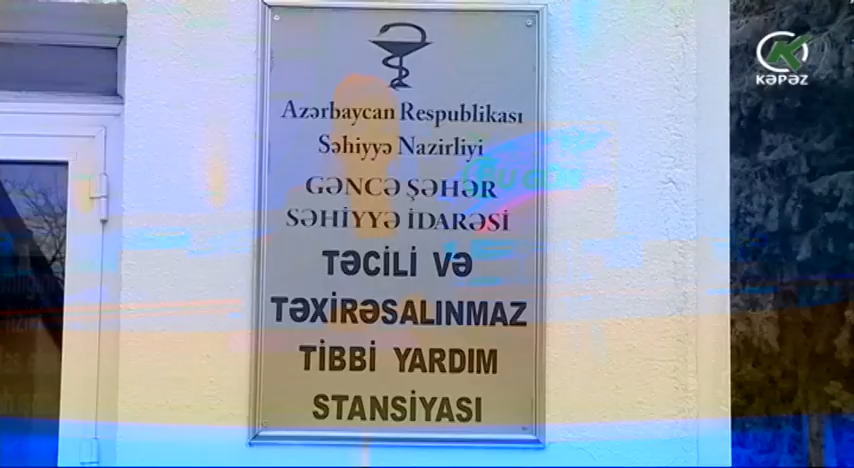 KƏPƏZ
Azərbaycan Respublikası
Səhiyyə Nazirliyi
GƏNCƏ ŞƏHƏR
SƏHİYYƏ İDARƏSİ
TƏCİLİ VƏ
TƏXİRƏSALINMAZ
TİBBİ YARDIM
STANSİYASI